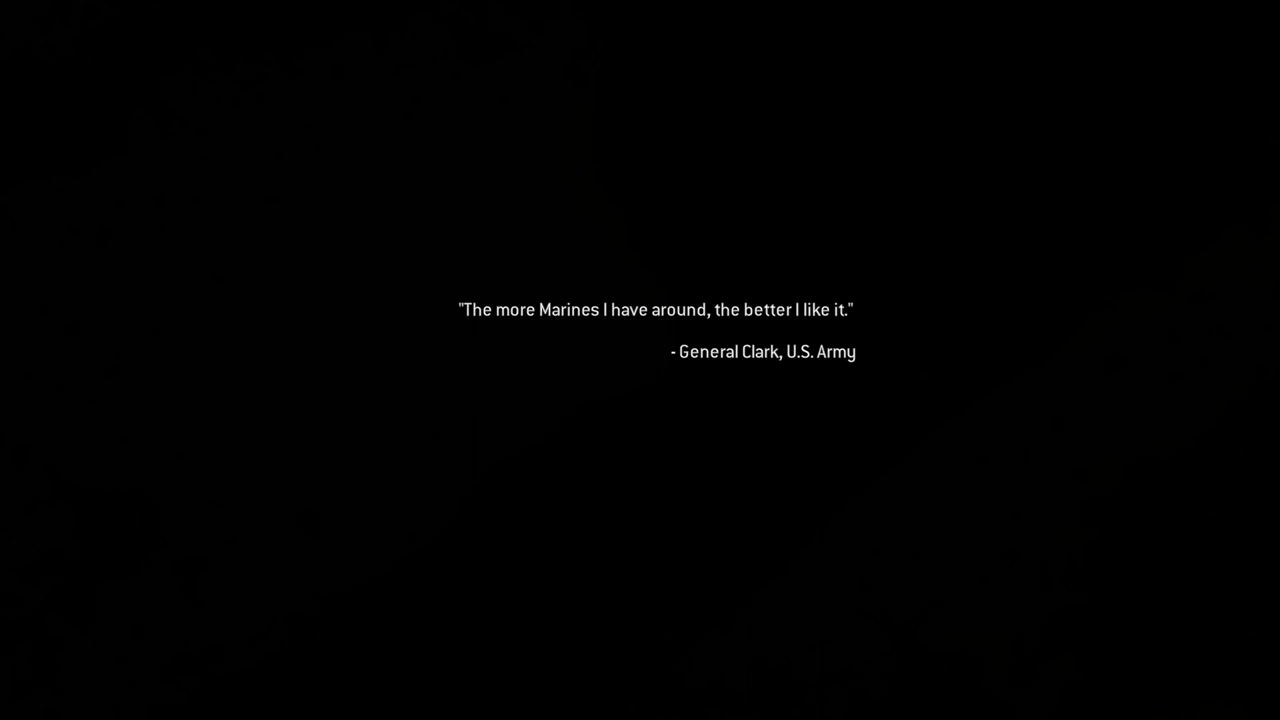 "The more Marines I have around, the better I like it."
- General Clark, U.S. Army